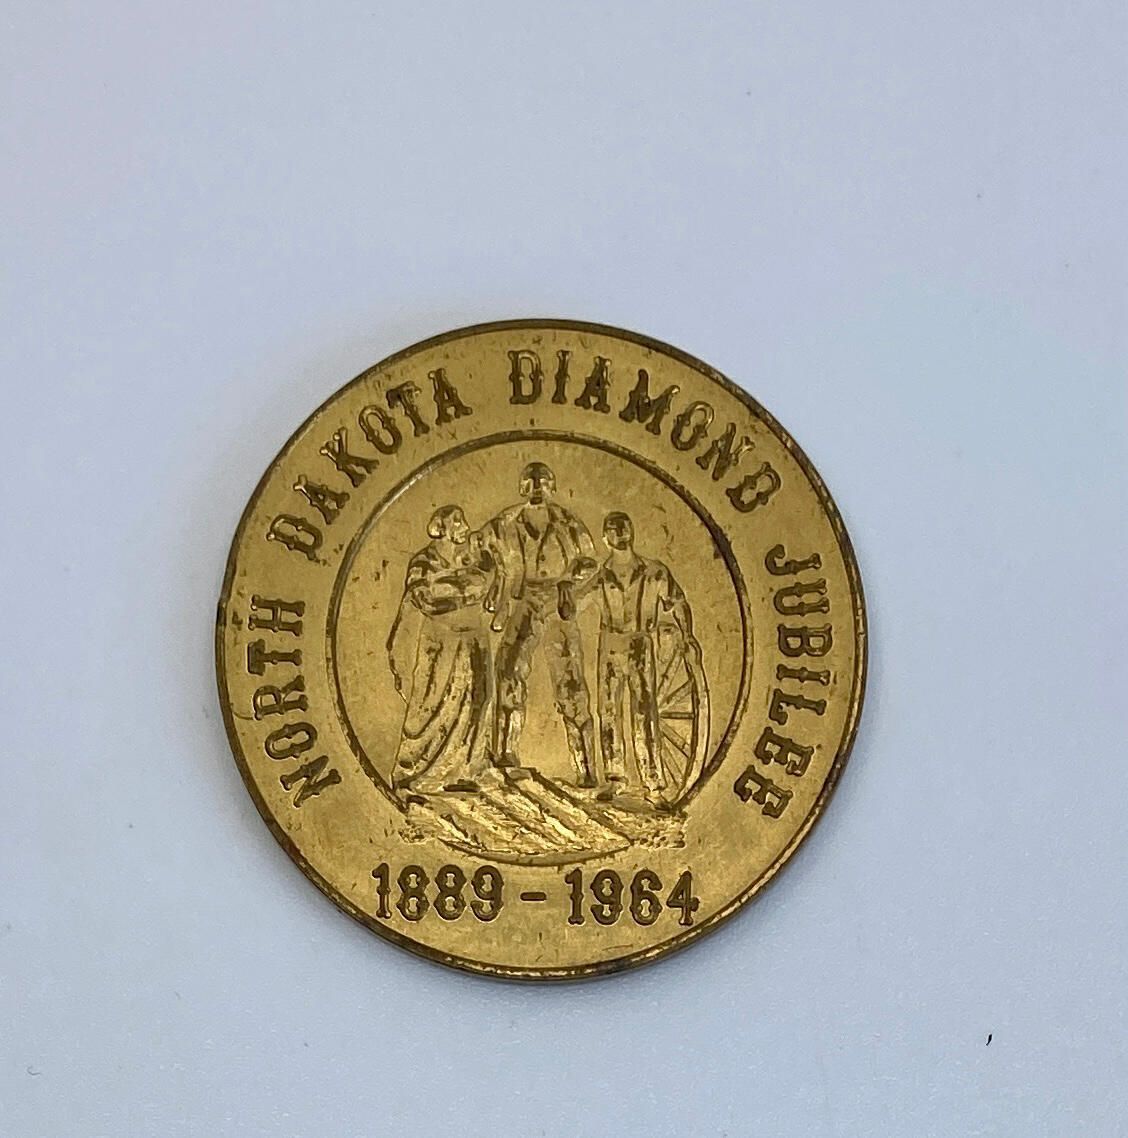 NORTH DAKOTA DIAMOND JUBILEE
1889-1964